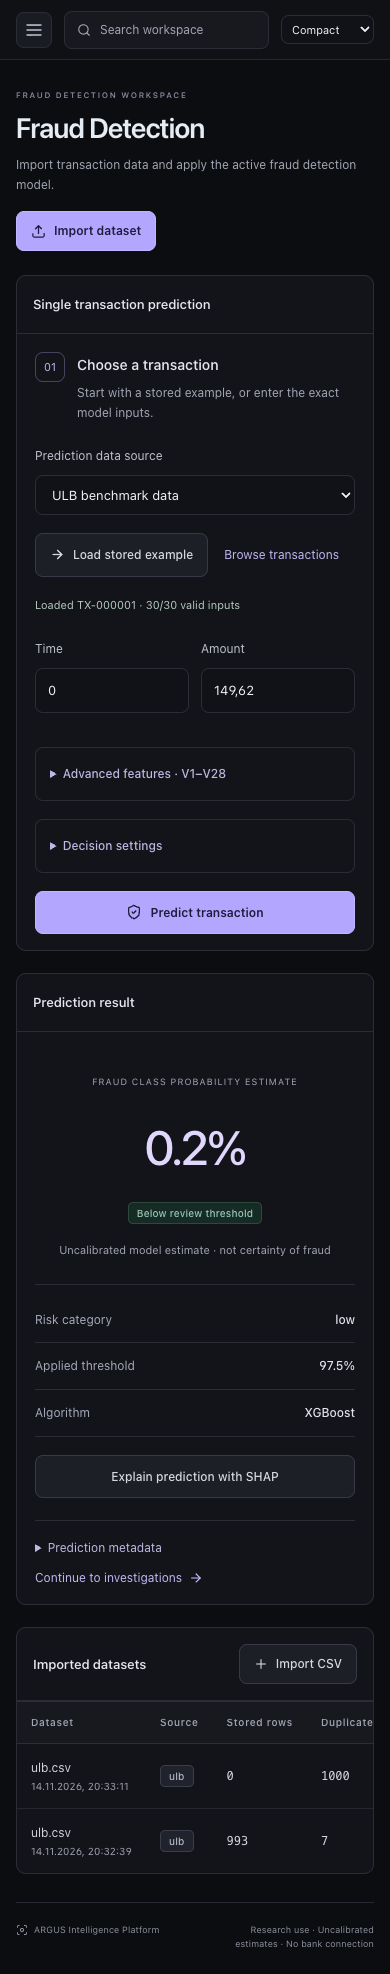 Search workspace
Compact
FRAUD DETECTION WORKSPACE
Fraud Detection
Import transaction data and apply the active fraud detection
model.
Import dataset
Single transaction prediction
01
Choose a transaction
Start with a stored example, or enter the exact
model inputs.
Prediction data source
ULB benchmark data
Load stored example
Browse transactions
Loaded TX-000001 · 30/30 valid inputs
Time
Amount
0
149,62
Advanced features · V1–V28
Decision settings
Predict transaction
Prediction result
FRAUD CLASS PROBABILITY ESTIMATE
0.2%
Below review threshold
Uncalibrated model estimate · not certainty of fraud
Risk category
low
Applied threshold
97.5%
Algorithm
XGBoost
Explain prediction with SHAP
Prediction metadata
Continue to investigations
Imported datasets
Import CSV
Dataset
Source
Stored rows
Duplicate
ulb.csv
14.11.2026, 20:33:11
ulb
0
1000
ulb.csv
14.11.2026, 20:32:39
ulb
993
7
ARGUS Intelligence Platform
Research use · Uncalibrated
estimates · No bank connection